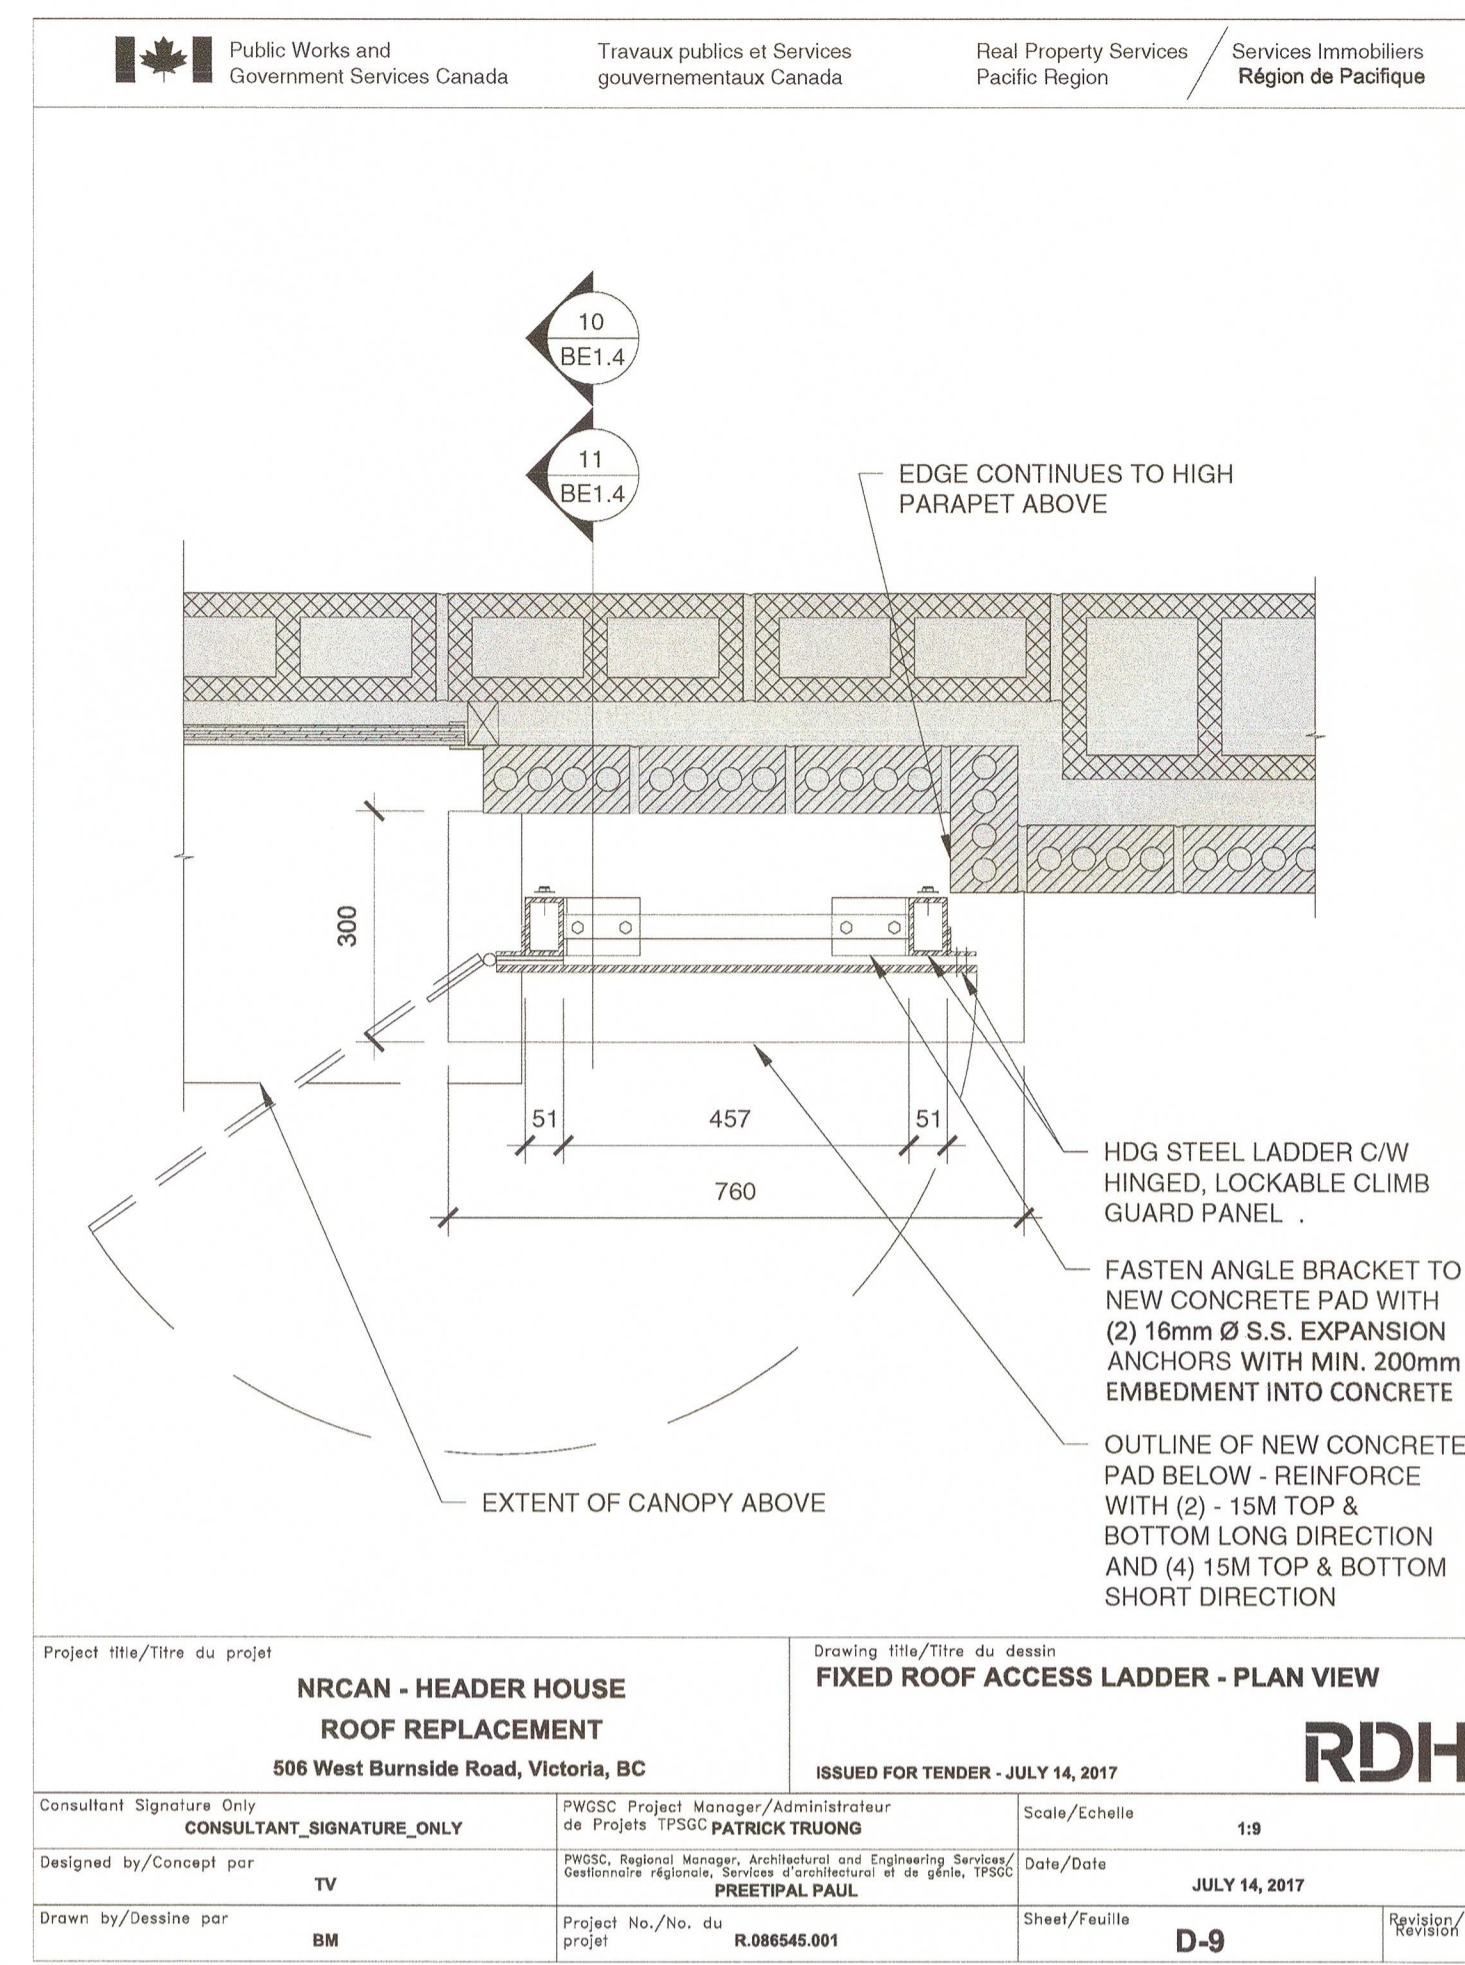 Public Works and
Government Services Canada
Travaux publics et Services
gouvernementaux Canada
Real Property Services
Pacific Region
Services Immobiliers
Région de Pacifique
10
BE1.4
11
BE1.4
EDGE CONTINUES TO HIGH
PARAPET ABOVE
300
51
457
51
760
HDG STEEL LADDER C/W
HINGED, LOCKABLE CLIMB
GUARD PANEL .
FASTEN ANGLE BRACKET TO
NEW CONCRETE PAD WITH
(2) 16mm Ø S.S. EXPANSION
ANCHORS WITH MIN. 200mm
EMBEDMENT INTO CONCRETE
OUTLINE OF NEW CONCRETE
PAD BELOW - REINFORCE
WITH (2) - 15M TOP &
BOTTOM LONG DIRECTION
AND (4) 15M TOP & BOTTOM
SHORT DIRECTION
EXTENT OF CANOPY ABOVE
Project title/Titre du projet
NRCAN - HEADER HOUSE
ROOF REPLACEMENT
506 West Burnside Road, Victoria, BC
Drawing title/Titre du dessin
FIXED ROOF ACCESS LADDER - PLAN VIEW
RDH
ISSUED FOR TENDER - JULY 14, 2017
Consultant Signature Only
CONSULTANT_SIGNATURE_ONLY
PWGSC Project Manager/Administrateur
de Projets TPSGC PATRICK TRUONG
Scale/Echelle
1:9
Designed by/Concept par
TV
PWGSC, Regional Manager, Architectural and Engineering Services/
Gestionnaire régionale, Services d'architectural et de génie, TPSGC
PREETIPAL PAUL
Date/Date
JULY 14, 2017
Drawn by/Dessine par
BM
Project No./No. du
projet R.086545.001
Sheet/Feuille
D-9
Revision/
Revision